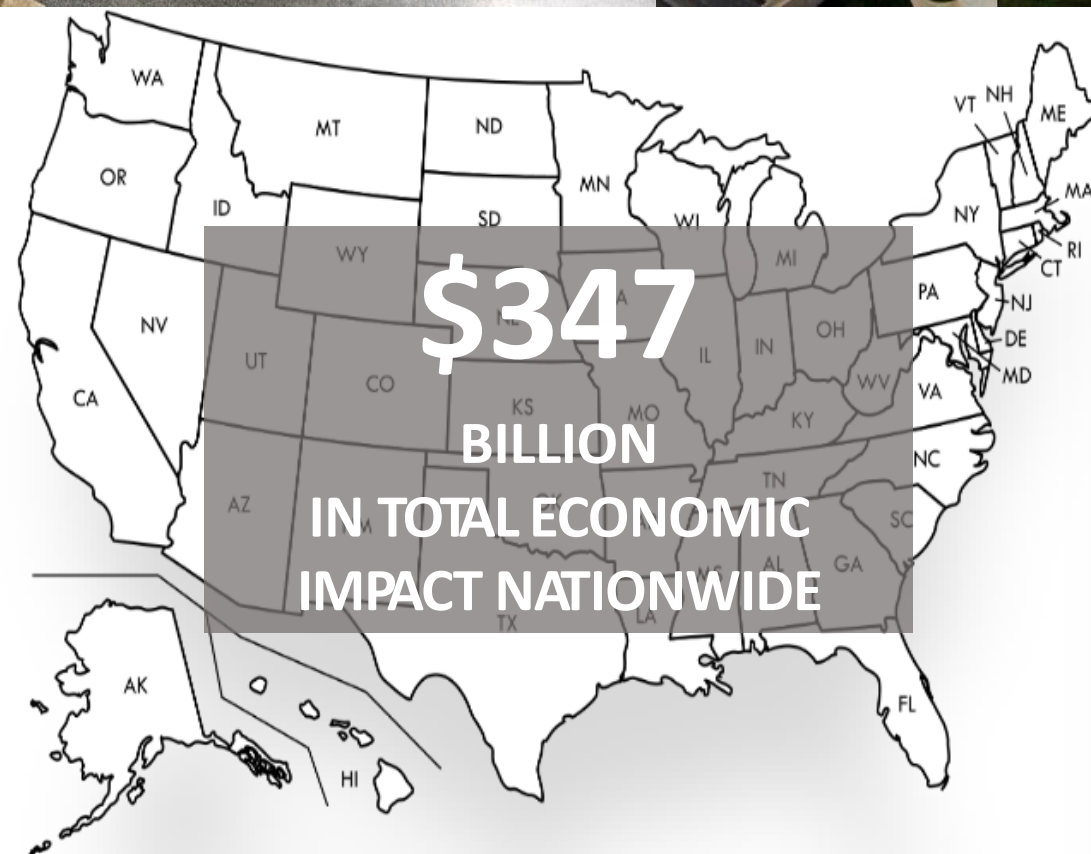 WA
MT
ND
MN
VT NH
ME
OR
ID
SD
WI
NY
MA
WY
MI
RI
CT
PA
NJ
NV
UT
CO
$347
IL
IN
OH
DE
MD
CA
KS
MO
KY
WV
VA
BILLION
NC
AZ
TN
SC
IN TOTAL ECONOMIC
AL
GA
IMPACT NATIONWIDE
MS
TX
LA
AK
FL
HI